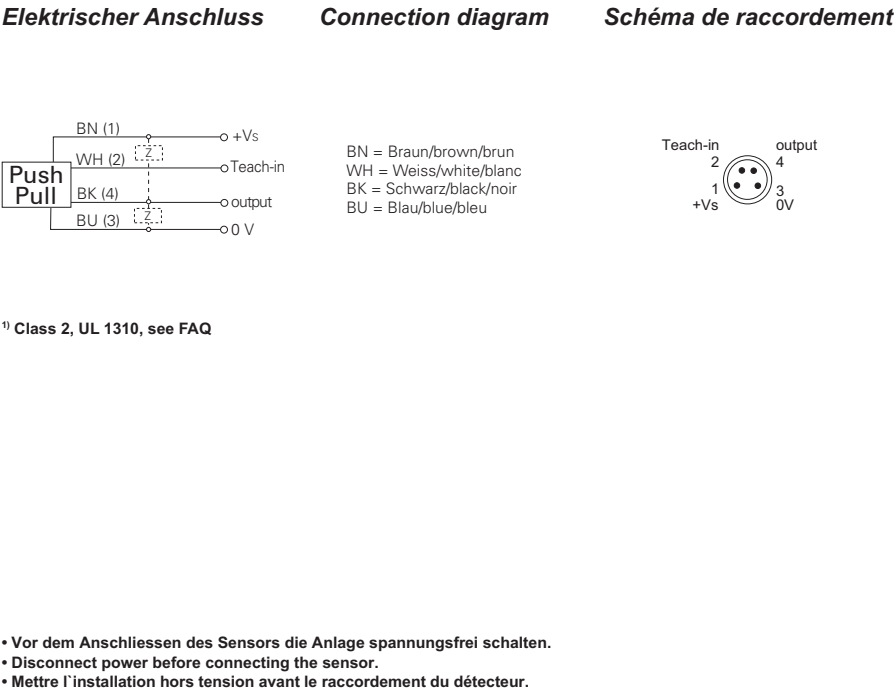 Elektrischer Anschluss Connection diagram Schéma de raccordement
BN (1)
+Vs
Z
WH (2)
Teach-in
Push
Pull
BK (4)
output
Z
BU (3)
0 V
BN = Braun/brown/brun
WH = Weiss/white/blanc
BK = Schwarz/black/noir
BU = Blau/blue/bleu
Teach-in output
2 4
1 3
+Vs 0V
1) Class 2, UL 1310, see FAQ
• Vor dem Anschliessen des Sensors die Anlage spannungsfrei schalten.
• Disconnect power before connecting the sensor.
• Mettre l`installation hors tension avant le raccordement du détecteur.